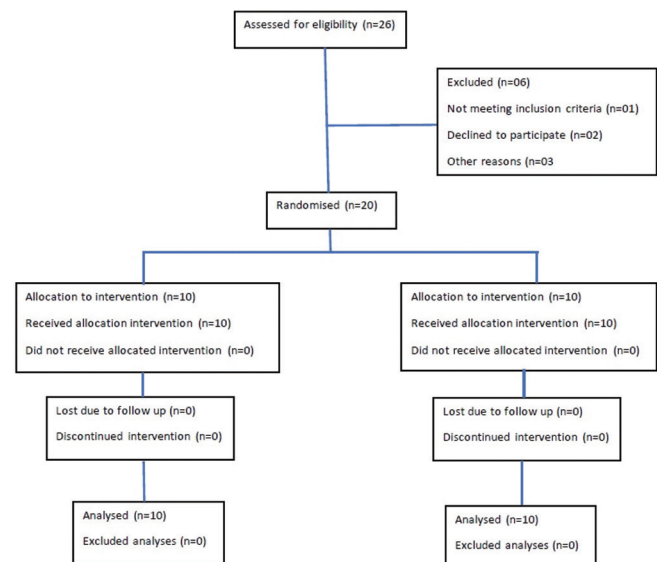 Assessed for eligibility (n=26)
Excluded (n=06)
Not meeting inclusion criteria (n=01)
Declined to participate (n=02)
Other reasons (n=03
Randomised (n=20)
Allocation to intervention (n=10)
Received allocation intervention (n=10)
Did not receive allocated intervention (n=0)
Lost due to follow up (n=0)
Discontinued intervention (n=0)
Analysed (n=10)
Excluded analyses (n=0)
Allocation to intervention (n=10)
Received allocation intervention (n=10)
Did not receive allocated intervention (n=0)
Lost due to follow up (n=0)
Discontinued intervention (n=0)
Analysed (n=10)
Excluded analyses (n=0)